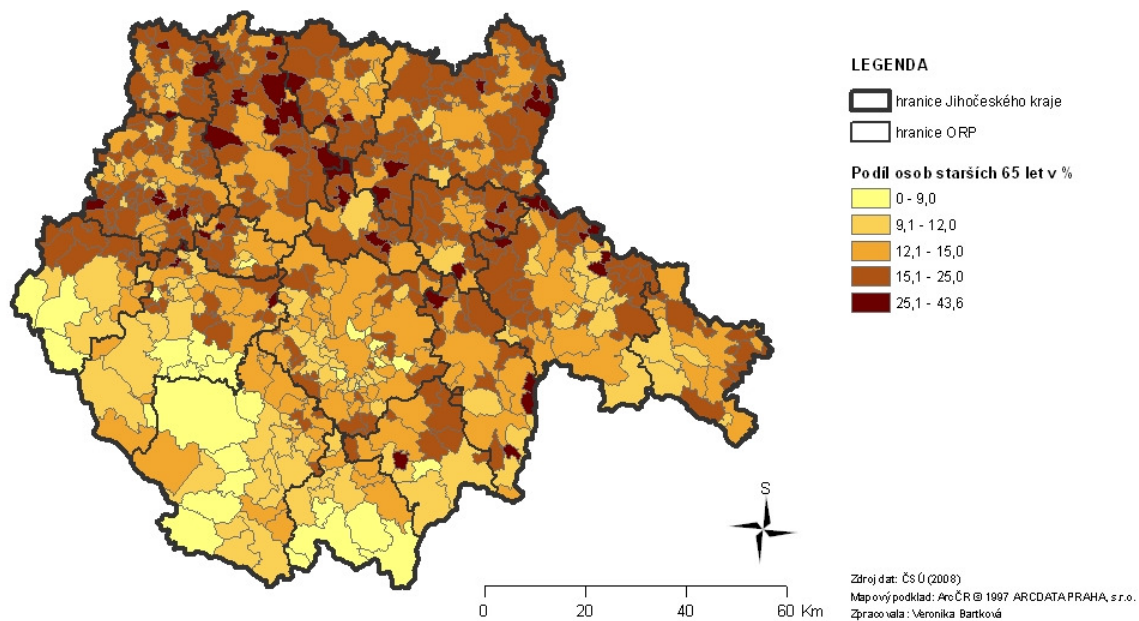 LEGENDA
hranice Jihočeského kraje
hranice ORP
Podíl osob starších 65 let v %
0 - 9,0
9,1 - 12,0
12,1 - 15,0
15,1 - 25,0
25,1 - 43,6
S
0 20 40 60 Km
Zdroj dat: ČSÚ (2008)
Mapový podklad: ArcČR ® 1997 ARCDATA PRAHA, s.r.o.
Zpracovala: Veronika Bartková